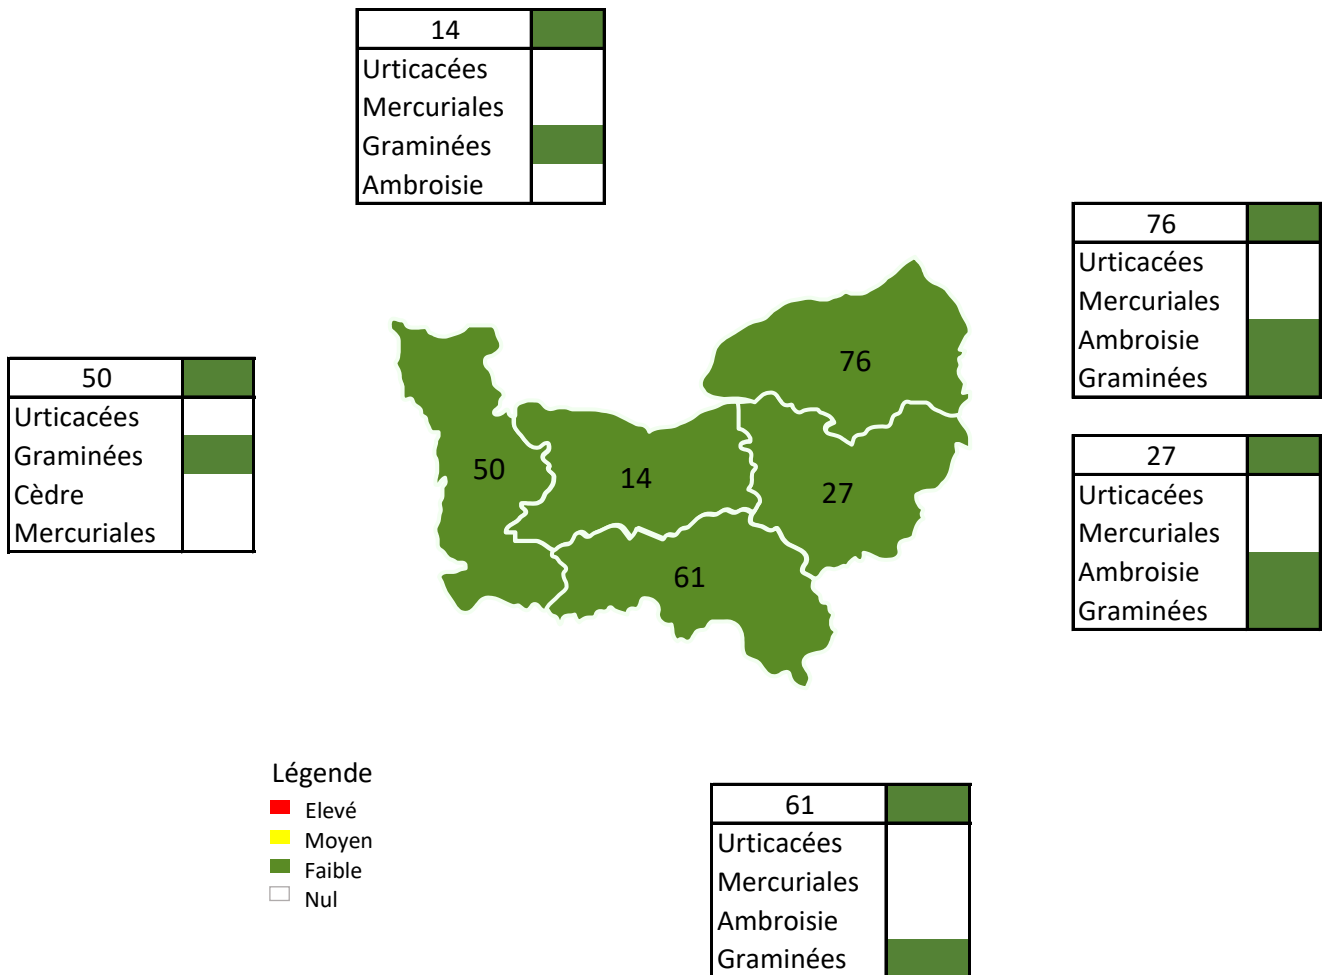 14
Urticacées
Mercuriales
Graminées
Ambroisie
76
Urticacées
Mercuriales
Ambroisie
Graminées
50
Urticacées
Graminées
Cèdre
Mercuriales
27
Urticacées
Mercuriales
Ambroisie
Graminées
76
50
14
27
61
Légende
Elevé
Moyen
Faible
Nul
61
Urticacées
Mercuriales
Ambroisie
Graminées